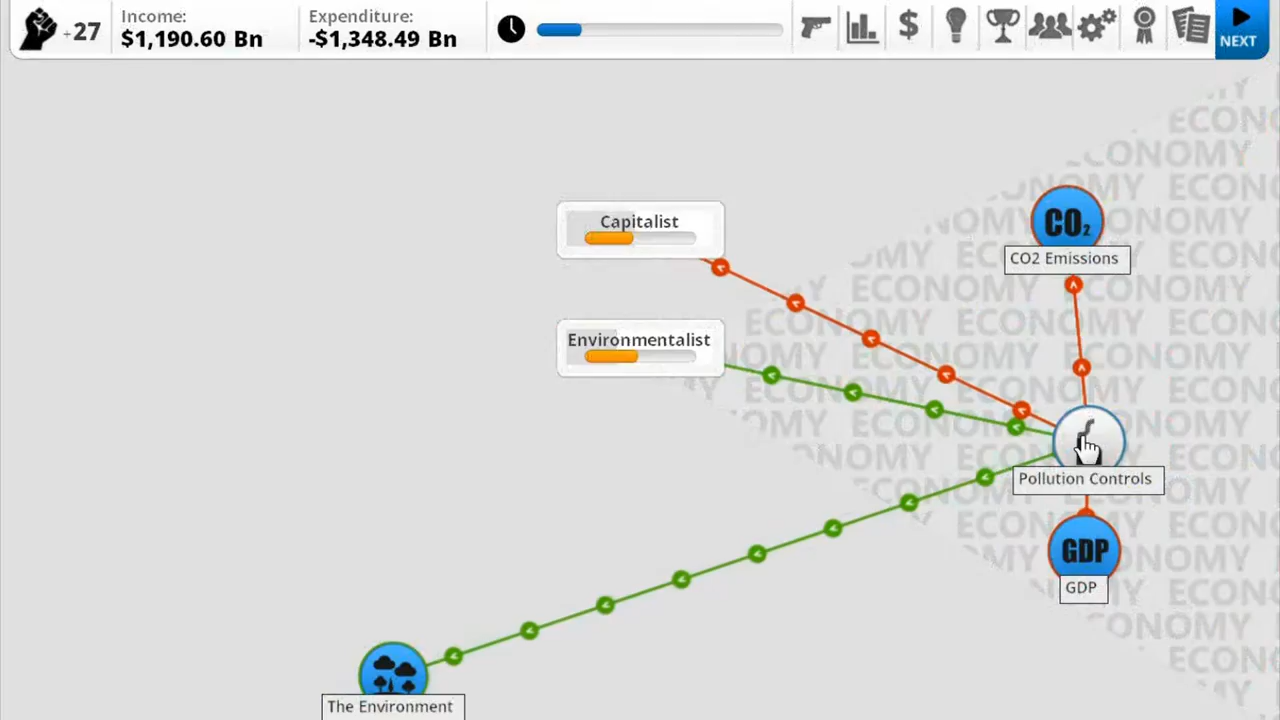 +27
Income:
$1,190.60 Bn
Expenditure:
-$1,348.49 Bn
$
NEXT
ECONOMY
Capitalist
CO₂
CO2 Emissions
Environmentalist
Pollution Controls
GDP
GDP
The Environment